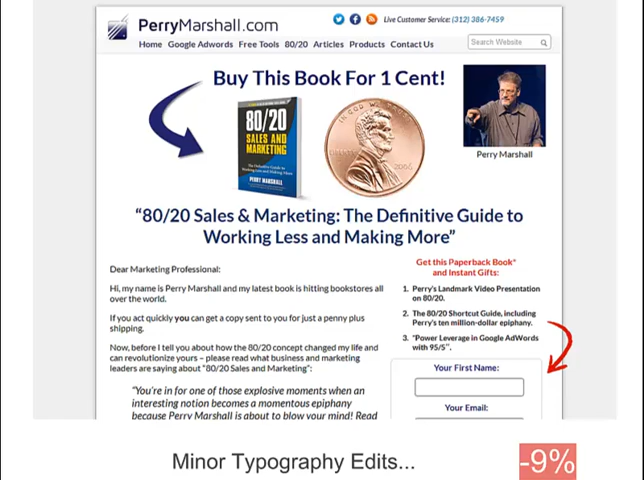 PerryMarshall.com
Live Customer Service: (312) 386-7459
Home Google Adwords Free Tools 80/20 Articles Products Contact Us
Search Website
Buy This Book For 1 Cent!
80/20
SALES AND
MARKETING
PERRY MARSHALL
IN GOD WE TRUST
LIBERTY
Perry Marshall
“80/20 Sales & Marketing: The Definitive Guide to
Working Less and Making More”
Dear Marketing Professional:
Hi, my name is Perry Marshall and my latest book is hitting bookstores all
over the world.
If you act quickly you can get a copy sent to you for just a penny plus
shipping.
Now, before I tell you about how the 80/20 concept changed my life and
can revolutionize yours – please read what business and marketing
leaders are saying about "80/20 Sales and Marketing":
"You're in for one of those explosive moments when an
interesting notion becomes a momentous epiphany
because Perry Marshall is about to blow your mind! Read
Get this Paperback Book*
and Instant Gifts:
1. Perry's Landmark Video Presentation
on 80/20.
2. The 80/20 Shortcut Guide, including
Perry's ten million-dollar epiphany.
3. "Power Leverage in Google AdWords
with 95/5".
Your First Name:
Your Email:
Minor Typography Edits...
-9%